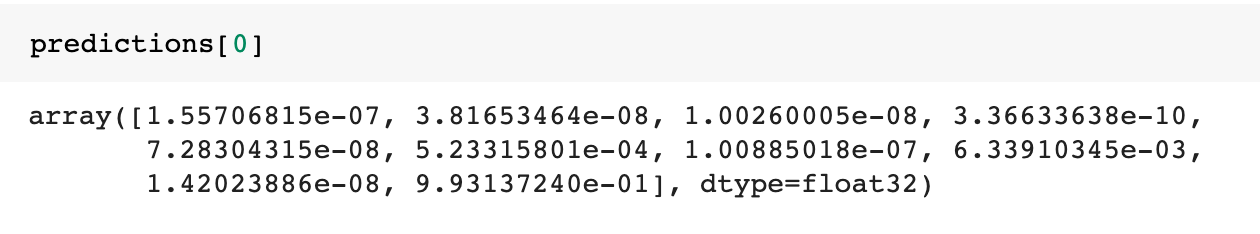 predictions[0]
array([1.55706815e-07, 3.81653464e-08, 1.00260005e-08, 3.36633638e-10,
7.28304315e-08, 5.23315801e-04, 1.00885018e-07, 6.33910345e-03,
1.42023886e-08, 9.93137240e-01], dtype=float32)